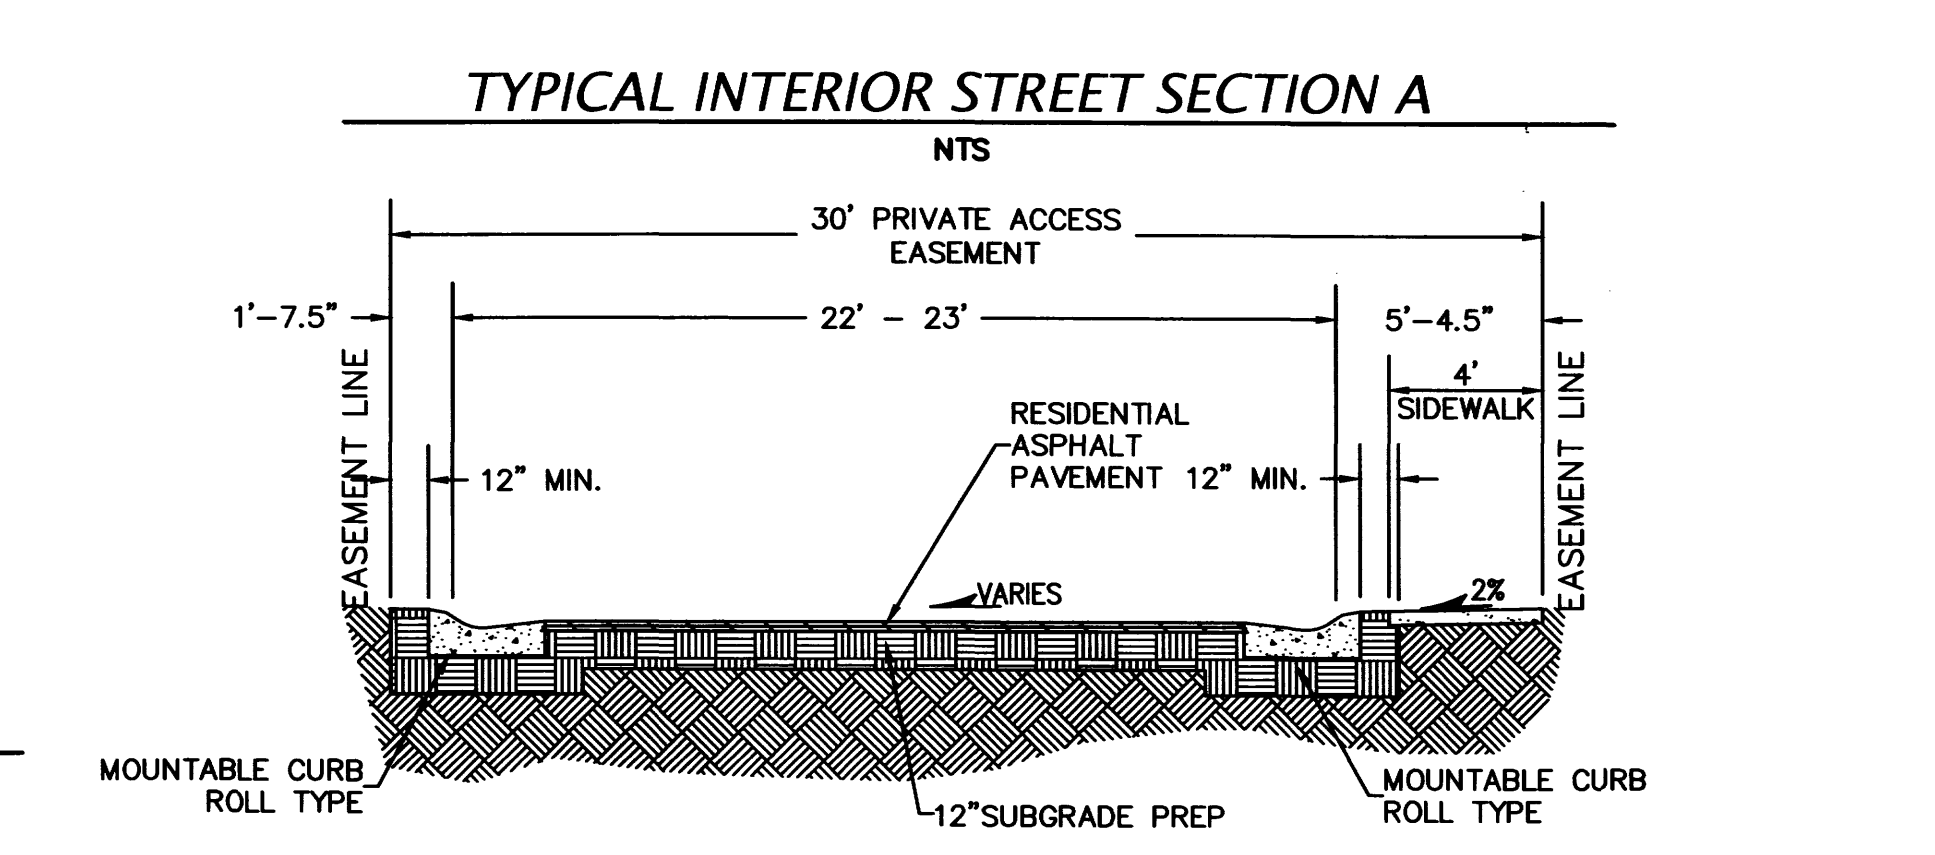 TYPICAL INTERIOR STREET SECTION A
NTS
30' PRIVATE ACCESS
EASEMENT
1'-7.5"
22' - 23'
5'-4.5"
4'
SIDEWALK
EASEMENT LINE
EASEMENT LINE
RESIDENTIAL
ASPHALT
PAVEMENT
12" MIN.
12" MIN.
VARIES
2%
MOUNTABLE CURB
ROLL TYPE
12"SUBGRADE PREP
MOUNTABLE CURB
ROLL TYPE